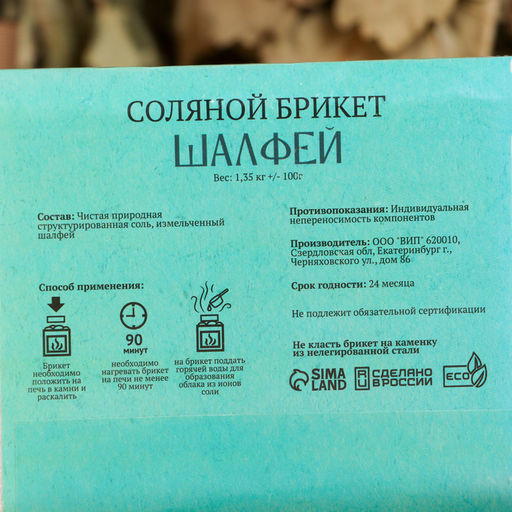 СОЛЯНОЙ БРИКЕТ
ШАЛФЕЙ
Вес: 1,35 кг +/- 100г
Состав: Чистая природная
структурированная соль, измельченный
шалфей
Способ применения:
Брикет
необходимо
положить на
печь в камни и
раскалить
90
минут
необходимо
нагревать брикет
на печи не менее
90 минут
на брикет поддать
горячей воды для
образования
облака из ионов
соли
Противопоказания: Индивидуальная
непереносимость компонентов
Производитель: ООО "ВИП" 620010,
Свердловская обл, Екатеринбург г.,
Черняховского ул., дом 86
Срок годности: 24 месяца
Не подлежит обязательной сертификации
Не класть брикет на каменку
из нелегированной стали
SIMA
LAND
СДЕЛАНО
В РОССИИ
ECO